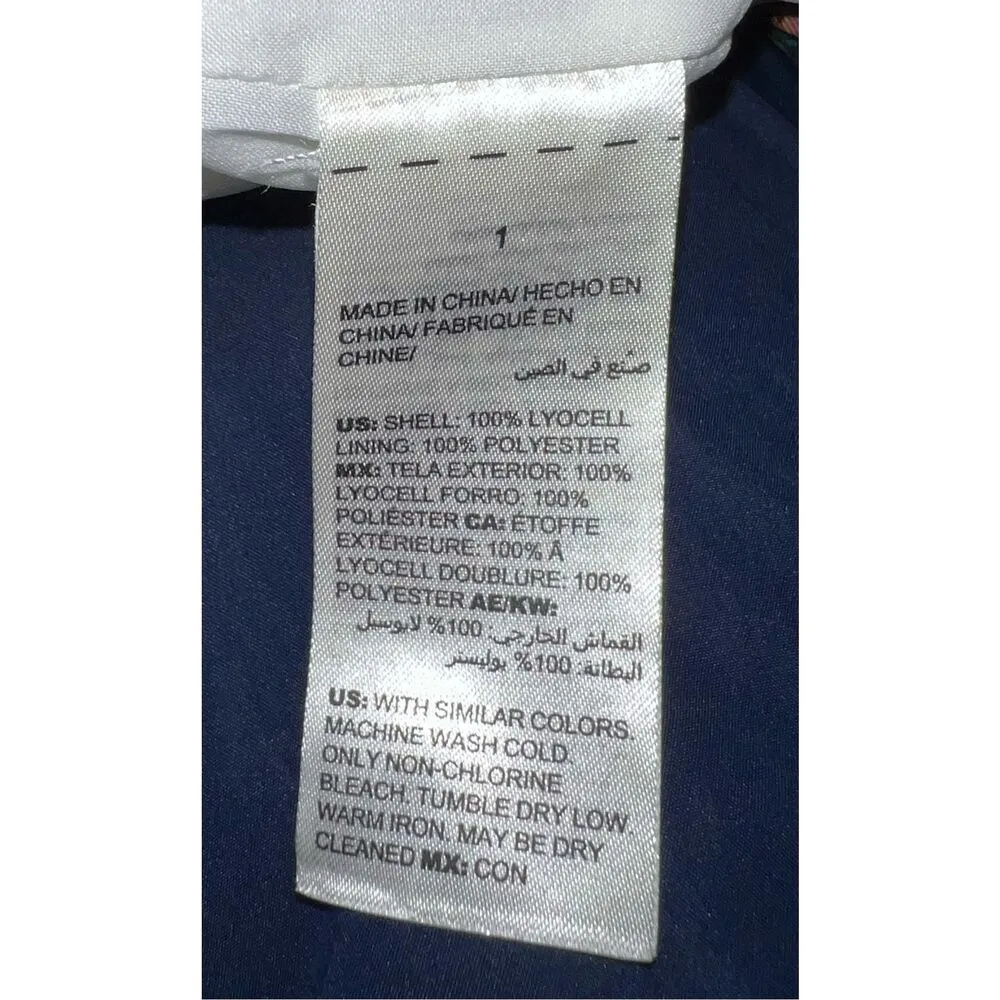 1
MADE IN CHINA/ HECHO EN
CHINA/ FABRIQUÉ EN
CHINE/
صنع في الصين
US: SHELL: 100% LYOCELL
LINING: 100% POLYESTER
MX: TELA EXTERIOR: 100%
LYOCELL FORRO: 100%
POLIESTER CA: ÉTOFFE
EXTÉRIEURE: 100% Â
LYOCELL DOUBLURE: 100%
POLYESTER AE/KW:
القماش الخارجي: 100% لايوسيل
البطانة: 100% بوليستر
US: WITH SIMILAR COLORS.
MACHINE WASH COLD.
ONLY NON-CHLORINE
BLEACH. TUMBLE DRY LOW.
WARM IRON. MAY BE DRY
CLEANED MX: CON